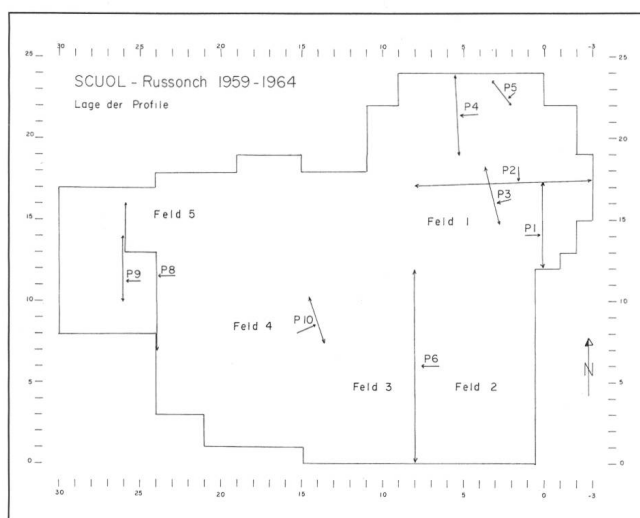 30 25 20 15 10 5 0 -3
25 25
SCUOL - Russonch 1959-1964
Lage der Profile
P5
P4
20 20
P2
P3
15 Feld 5 Feld 1 P1 15
P9 P8
10 10
Feld 4 P10
P6
N
5 Feld 3 Feld 2 5
0 0
30 25 20 15 10 5 0 -3